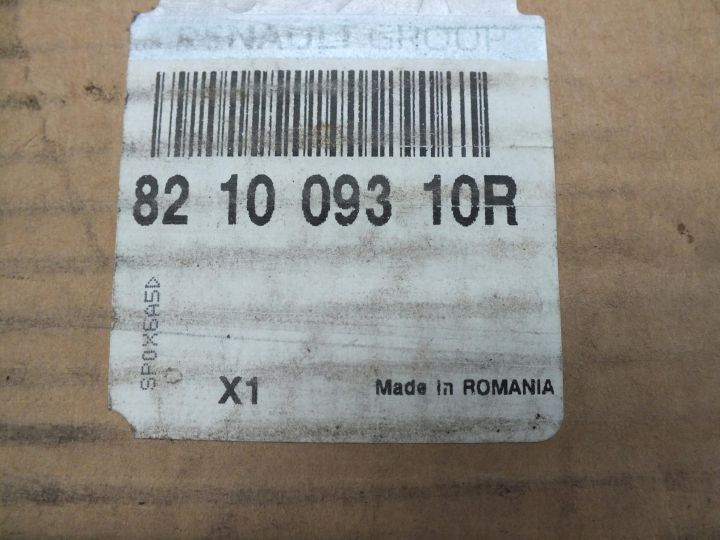 RENAULT GROUP
82 10 093 10R
SP0X6A5D
X1
Made in ROMANIA